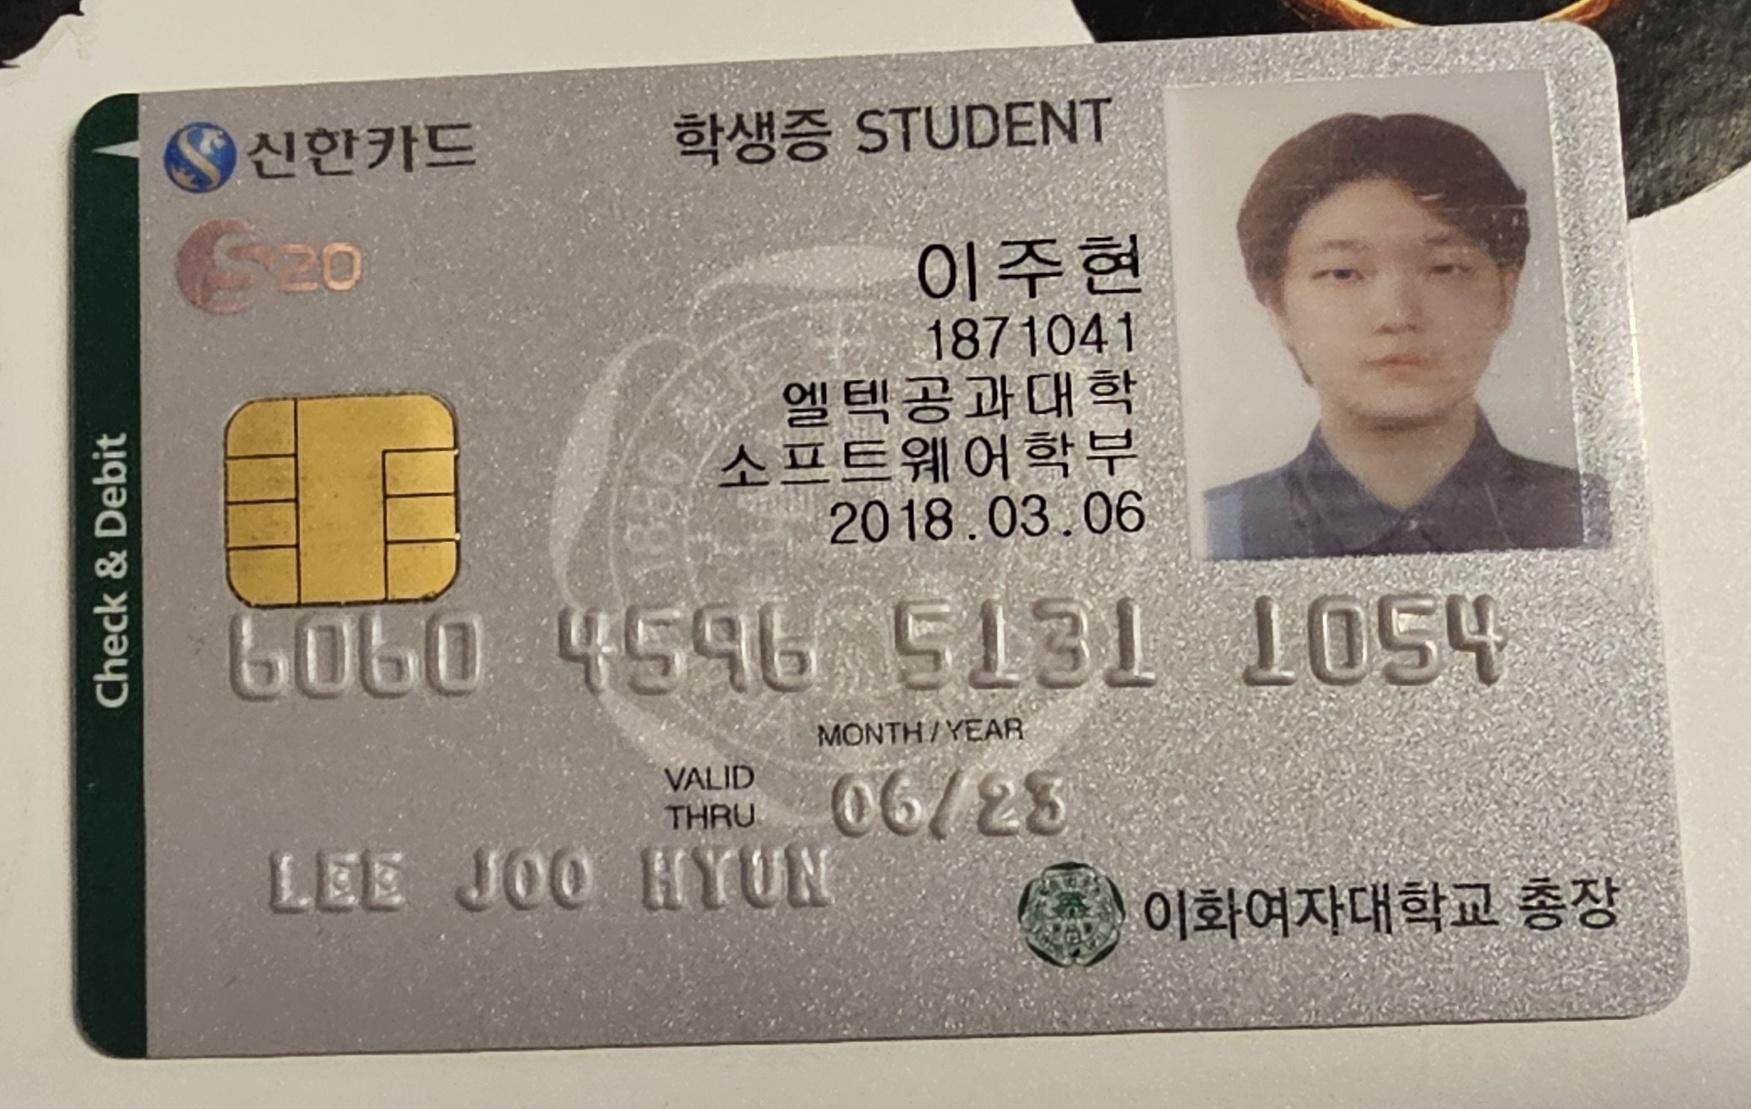 신한카드
학생증 STUDENT
S20
이주현
1871041
엘텍공과대학
소프트웨어학부
2018.03.06
Check & Debit
6060 4596 5131 1054
MONTH / YEAR
VALID THRU 06/23
LEE JOO HYUN
이화여자대학교 총장